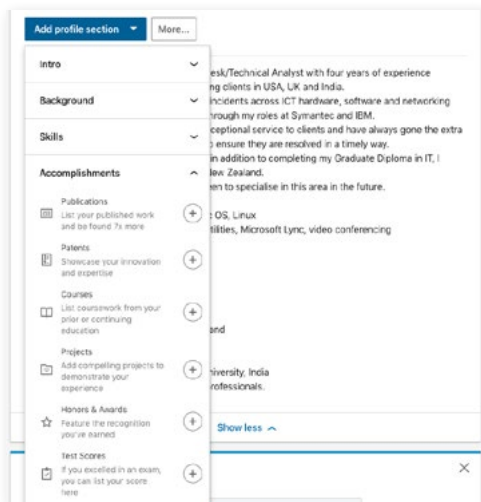 Add profile section
More...
Intro
Background
Skills
Accomplishments
Publications
List your published work
and be found 7x more
Patents
Showcase your innovation
and expertise
Courses
List coursework from your
prior or continuing
education
Projects
Add compelling projects to
demonstrate your
experience
Honors & Awards
Feature the recognition
you've earned
Test Scores
If you excelled in an exam,
you can list your score
here
esk/Technical Analyst with four years of experience
ng clients in USA, UK and India.
incidents across ICT hardware, software and networking
hrough my roles at Symantec and IBM.
ceptional service to clients and have always gone the extra
o ensure they are resolved in a timely way.
in addition to completing my Graduate Diploma in IT, I
New Zealand.
en to specialise in this area in the future.
OS, Linux
tilities, Microsoft Lync, video conferencing
and
niversity, India
rofessionals.
Show less